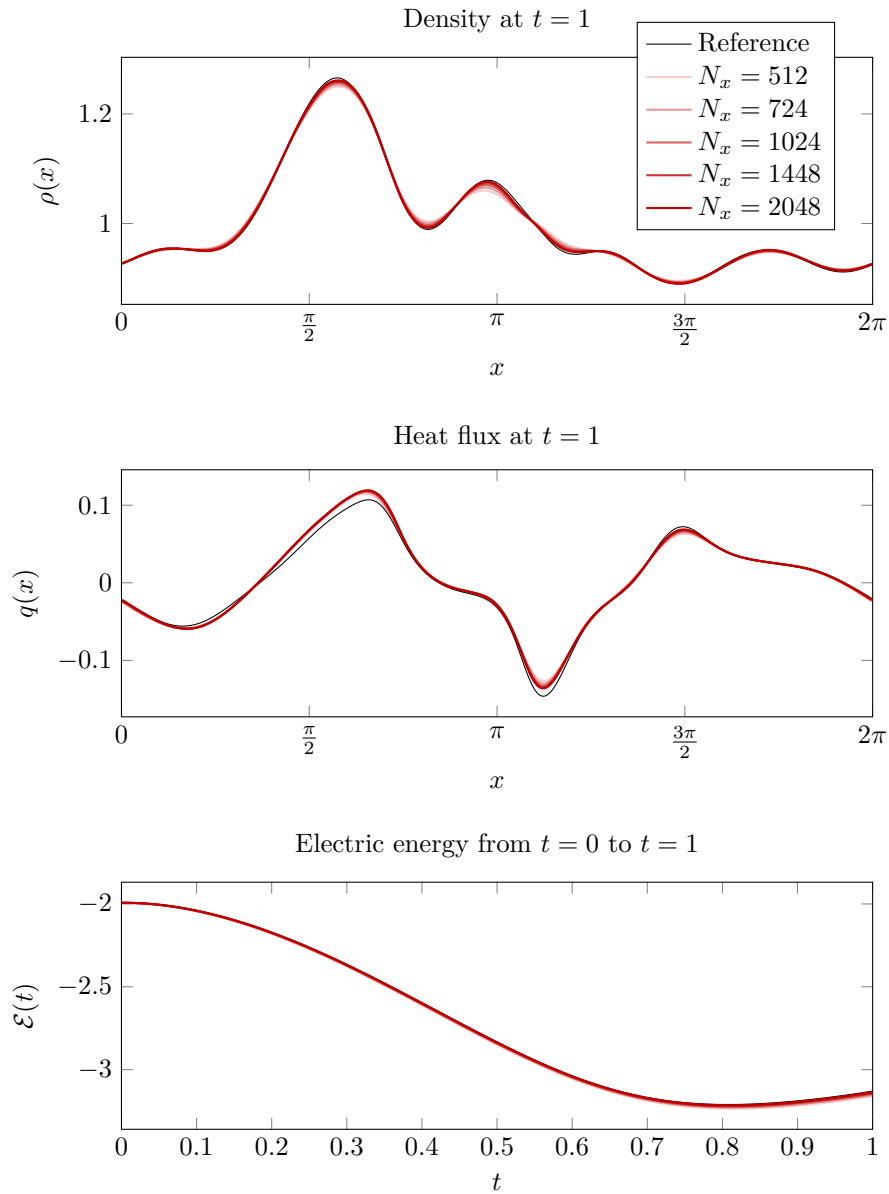 Density at t = 1
Reference
N_x = 512
N_x = 724
N_x = 1024
N_x = 1448
N_x = 2048
1.2
1
ρ(x)
0 π/2 π 3π/2 2π
x
Heat flux at t = 1
0.1
0
−0.1
q(x)
0 π/2 π 3π/2 2π
x
Electric energy from t = 0 to t = 1
−2
−2.5
−3
ℰ(t)
0 0.1 0.2 0.3 0.4 0.5 0.6 0.7 0.8 0.9 1
t